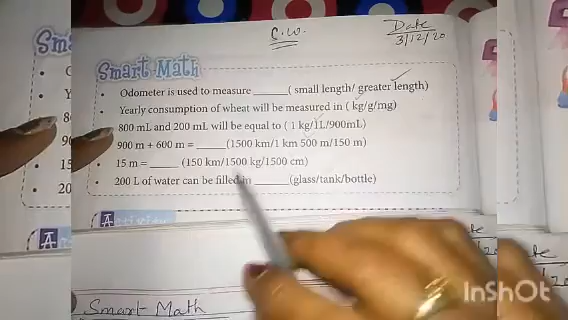 C.W.
Date
3/12/20
Smart Math
• Odometer is used to measure ______( small length/ greater length)
• Yearly consumption of wheat will be measured in ( kg/g/mg)
• 800 mL and 200 mL will be equal to ( 1 kg/1L/900mL)
• 900 m + 600 m = _____(1500 km/1 km 500 m/150 m)
• 15 m = _____ (150 km/1500 kg/1500 cm)
• 200 L of water can be filled in ______(glass/tank/bottle)
Smart Math
InShOt